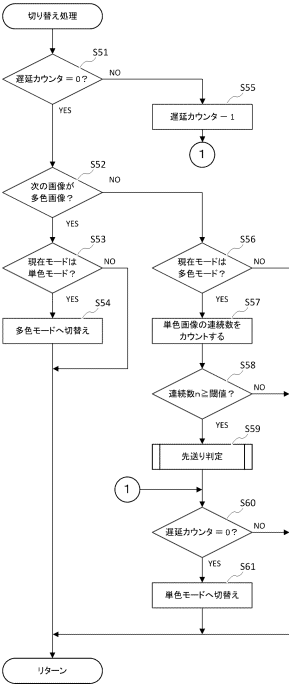 切り替え処理
S51
遅延カウンタ＝0？
NO
YES
S55
遅延カウンタ－1
1
S52
次の画像が
多色画像？
NO
YES
S53
現在モードは
単色モード？
NO
YES
S54
多色モードへ切替え
S56
現在モードは
多色モード？
NO
YES
S57
単色画像の連続数を
カウントする
S58
連続数n≧閾値？
NO
YES
S59
先送り判定
1
S60
遅延カウンタ＝0？
NO
YES
S61
単色モードへ切替え
リターン